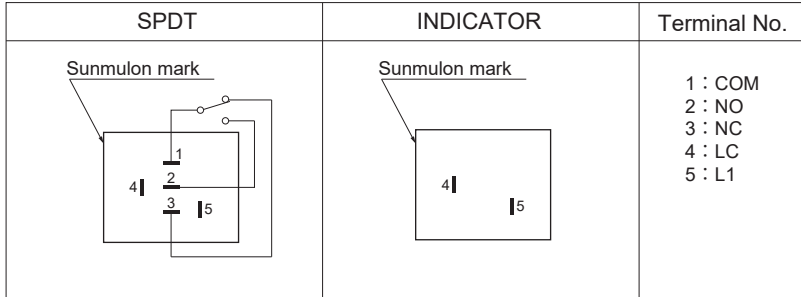 SPDT
INDICATOR
Terminal No.
Sunmulon mark
1
2
3
4
5
Sunmulon mark
4
5
1：COM
2：NO
3：NC
4：LC
5：L1